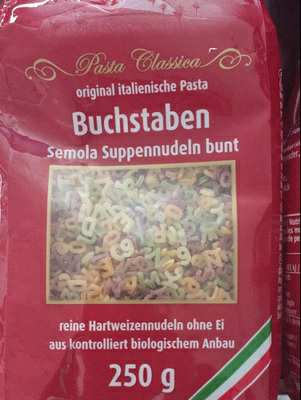 Pasta Classica
original italienische Pasta
Buchstaben
Semola Suppennudeln bunt
reine Hartweizennudeln ohne Ei
aus kontrolliert biologischem Anbau
250 g